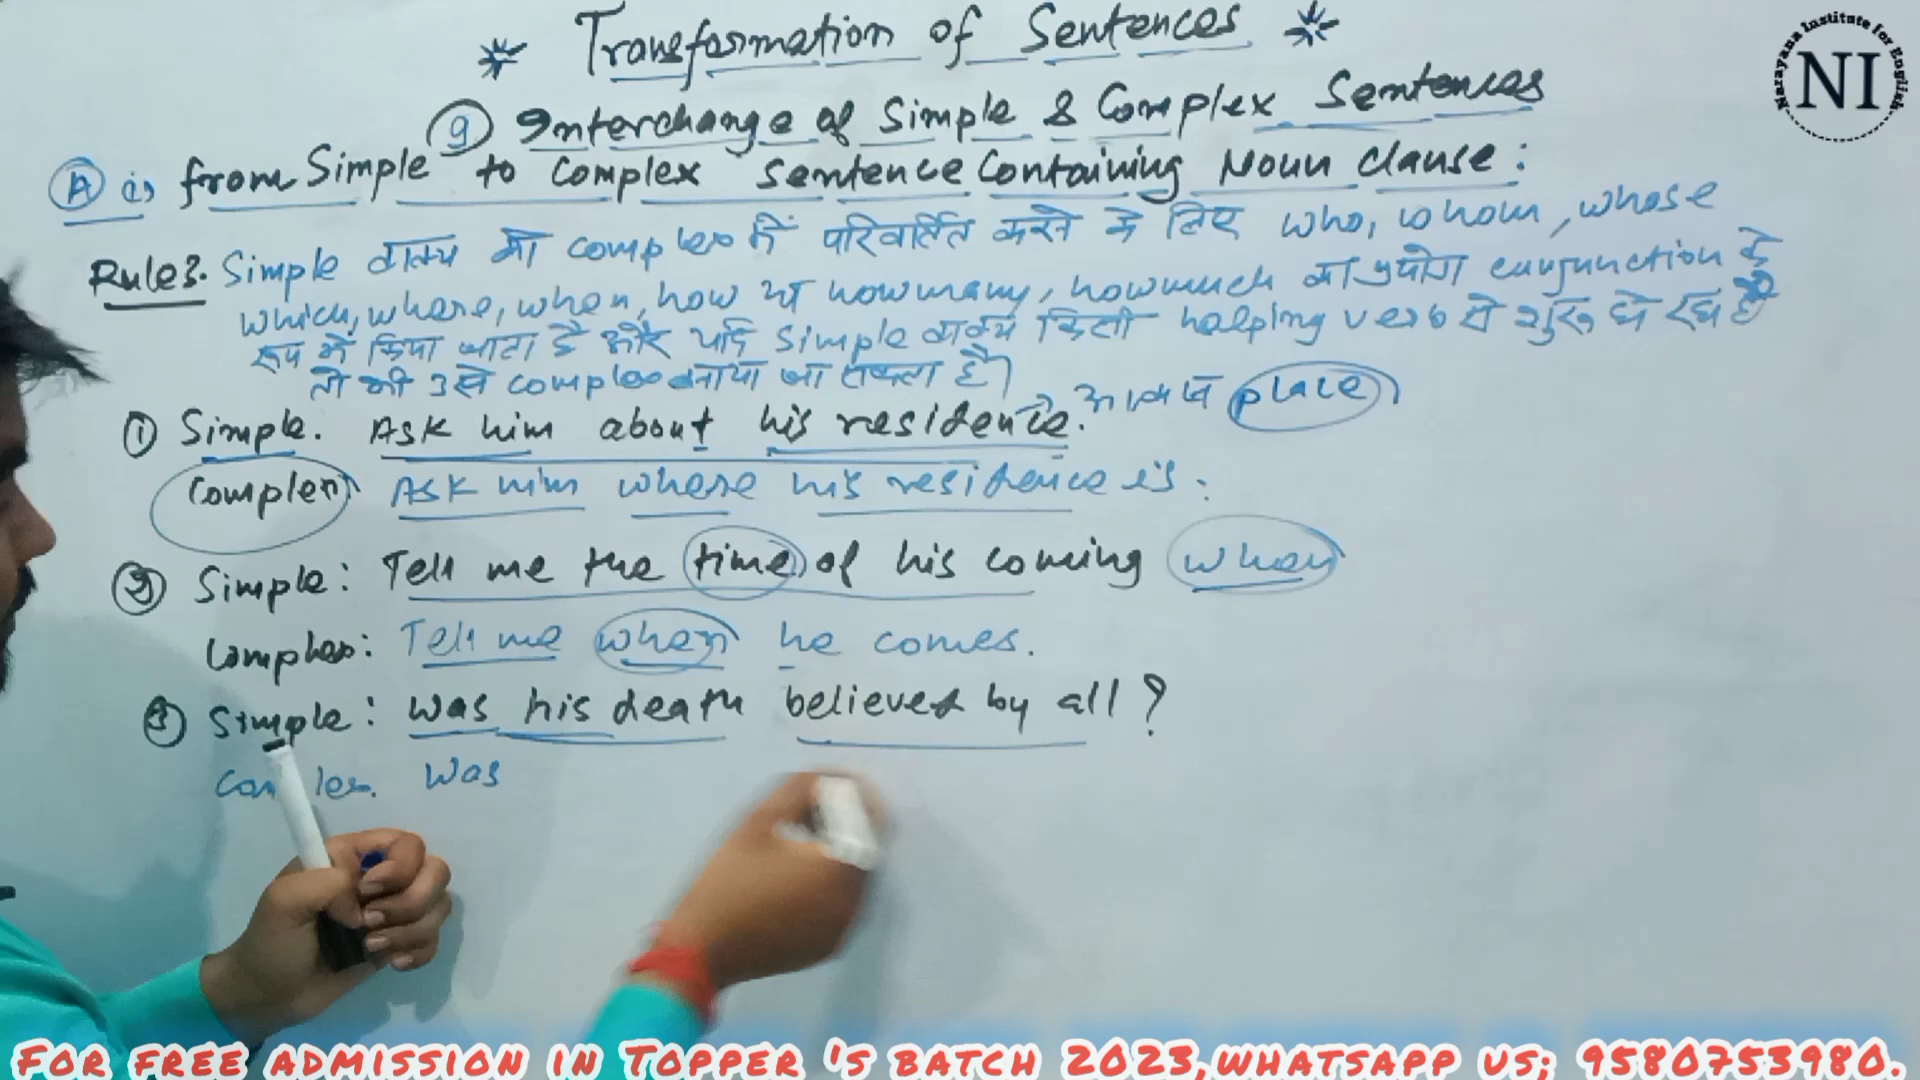 Transformation of Sentences
Narayana Institute for English
NI
9 Interchange of Simple & Complex Sentences
A is from Simple to Complex Sentence Containing Noun Clause:
Rule3. Simple वाक्य को complex में परिवर्तित करने के लिए who, whom, whose
which, where, when, how या how many, how much का प्रयोग conjunction के
रूप में किया जाता है और यदि simple वाक्य किसी helping verb से शुरू हो रहा हो
तो भी उसे complex बनाया जा सकता है।
① Simple. Ask him about his residence. place
Complex Ask him where his residence is.
② Simple: Tell me the time of his coming when
Complex: Tell me when he comes.
③ Simple: Was his death believed by all?
Was
FOR FREE ADMISSION IN TOPPER 'S BATCH 2023,WHATSAPP US; 9580753980.